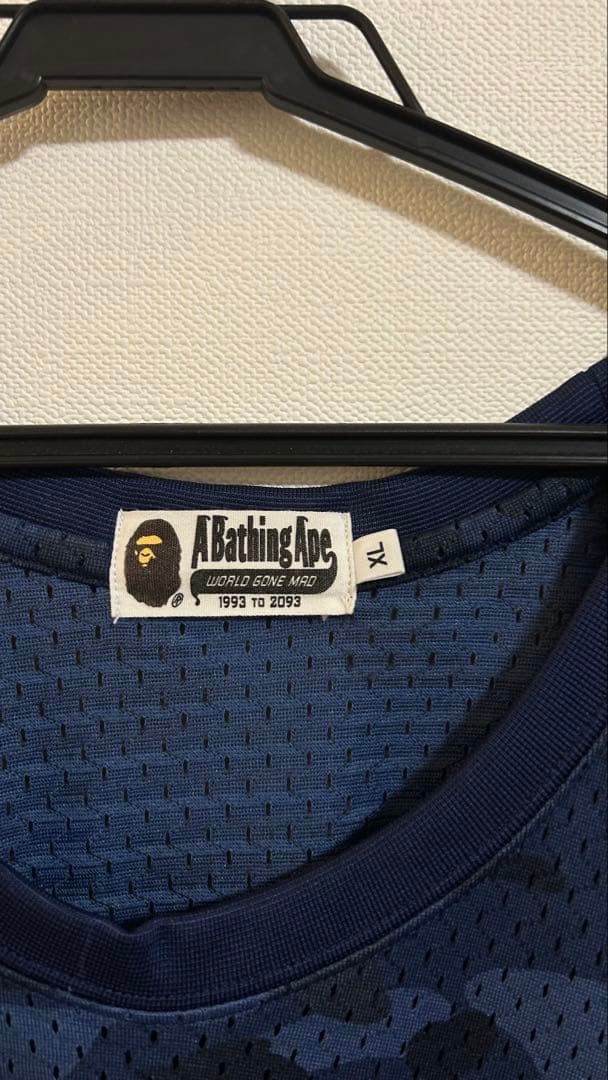 A Bathing Ape
WORLD GONE MAD
1993 TO 2093
XL